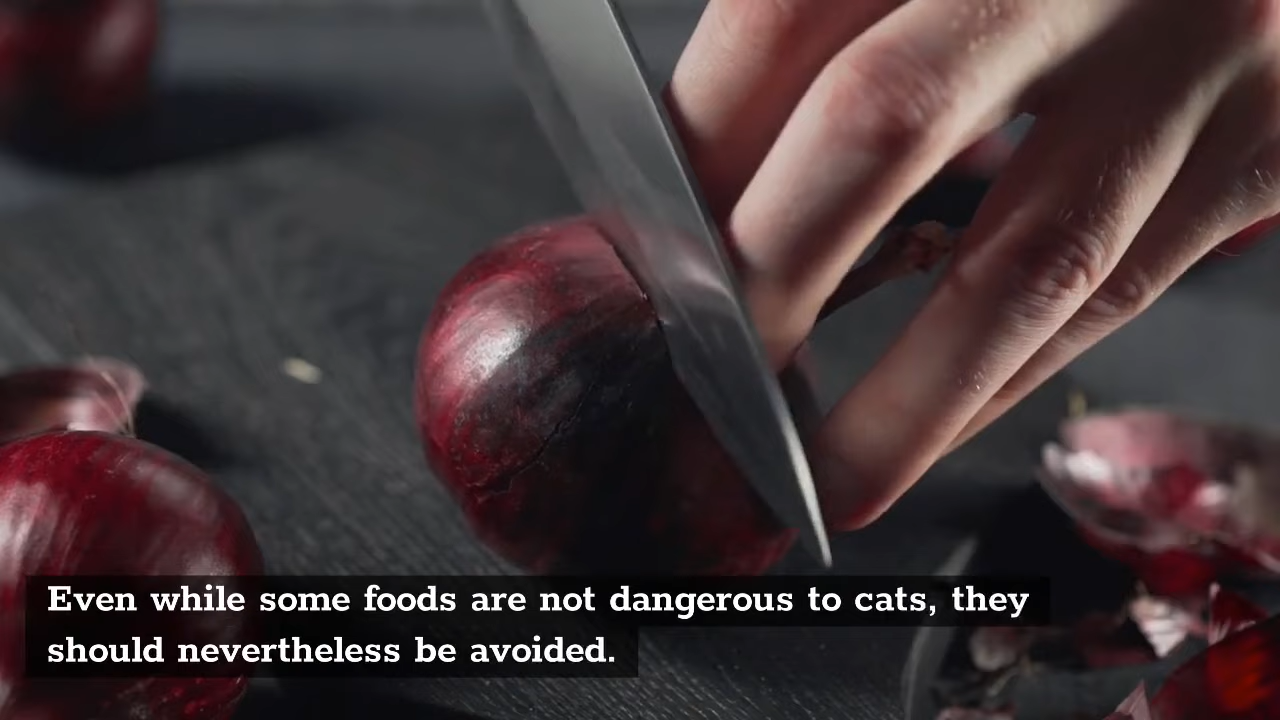 Even while some foods are not dangerous to cats, they
should nevertheless be avoided.